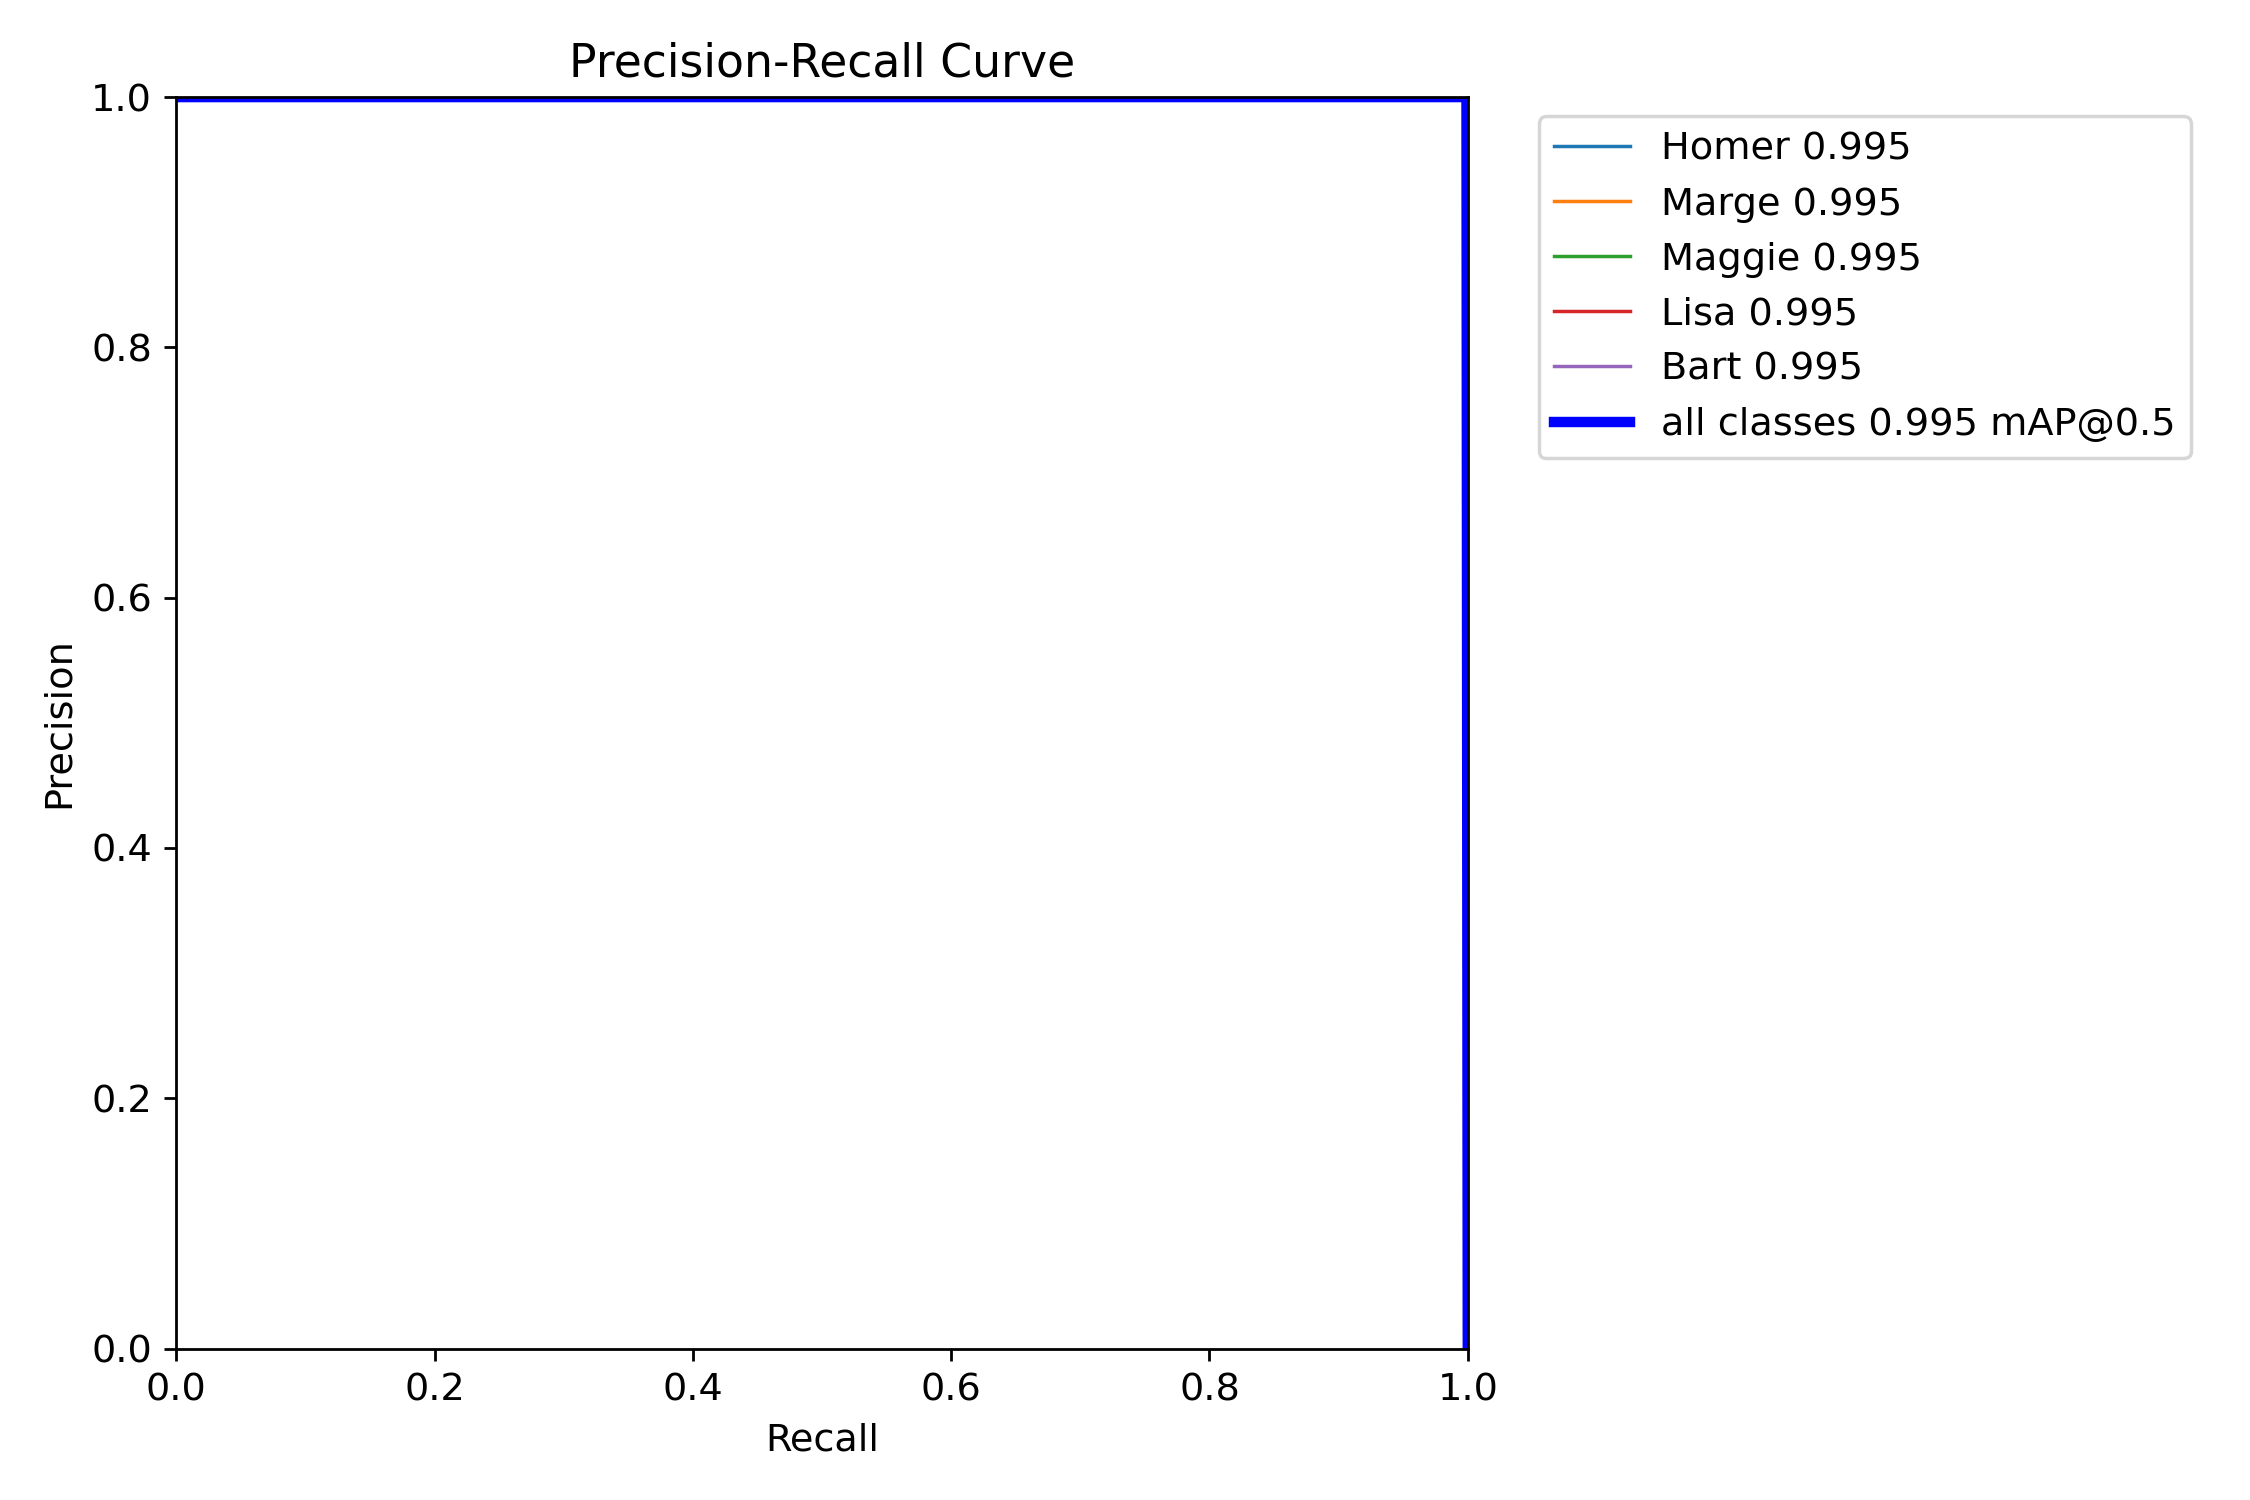 Precision-Recall Curve
1.0
0.8
0.6
0.4
0.2
0.0
Precision
0.0 0.2 0.4 0.6 0.8 1.0
Recall
Homer 0.995
Marge 0.995
Maggie 0.995
Lisa 0.995
Bart 0.995
all classes 0.995 mAP@0.5